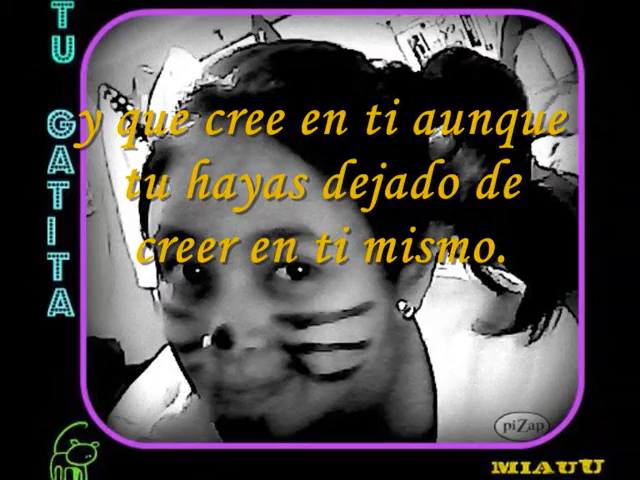 TU GATITA
y que cree en ti aunque
tu hayas dejado de
creer en ti mismo.
piZap
MIAUU